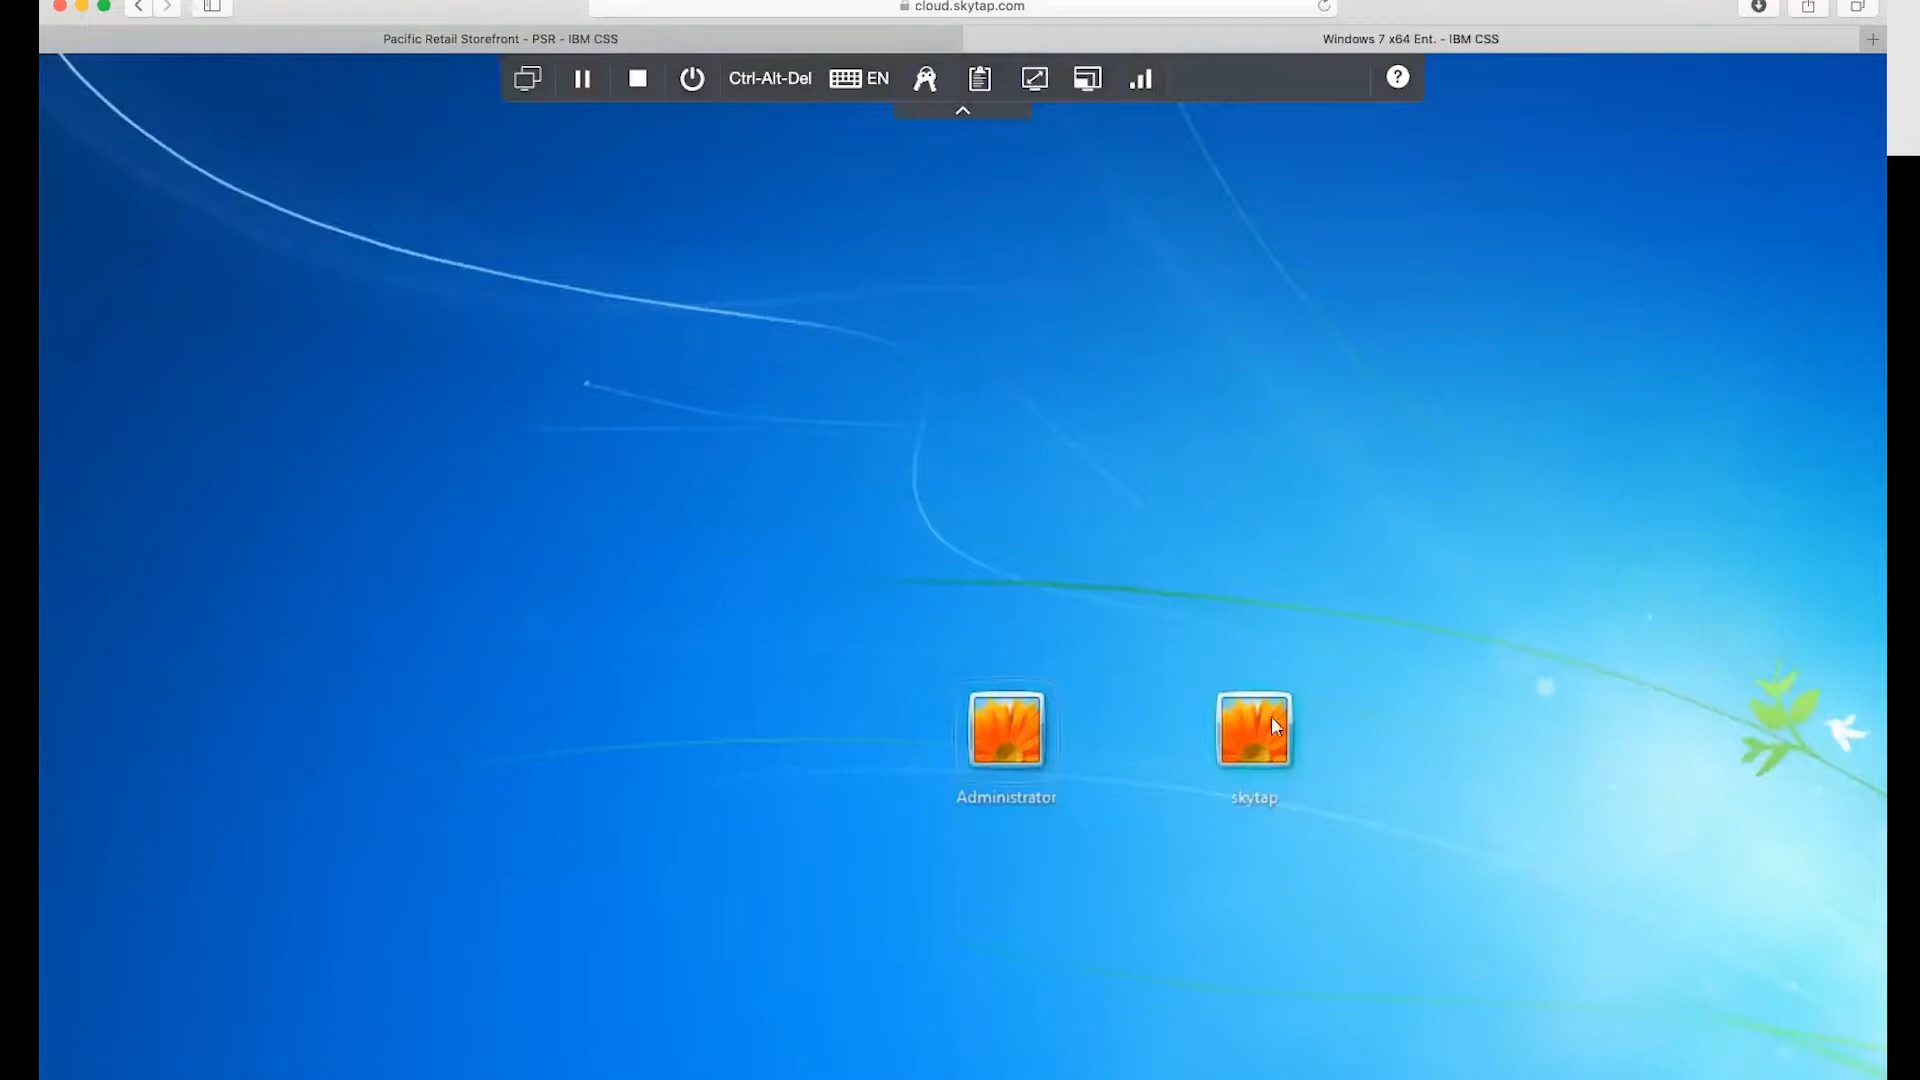 cloud.skytap.com
Pacific Retail Storefront - PSR - IBM CSS
Windows 7 x64 Ent. - IBM CSS
Ctrl-Alt-Del
EN
?
Administrator
skytap